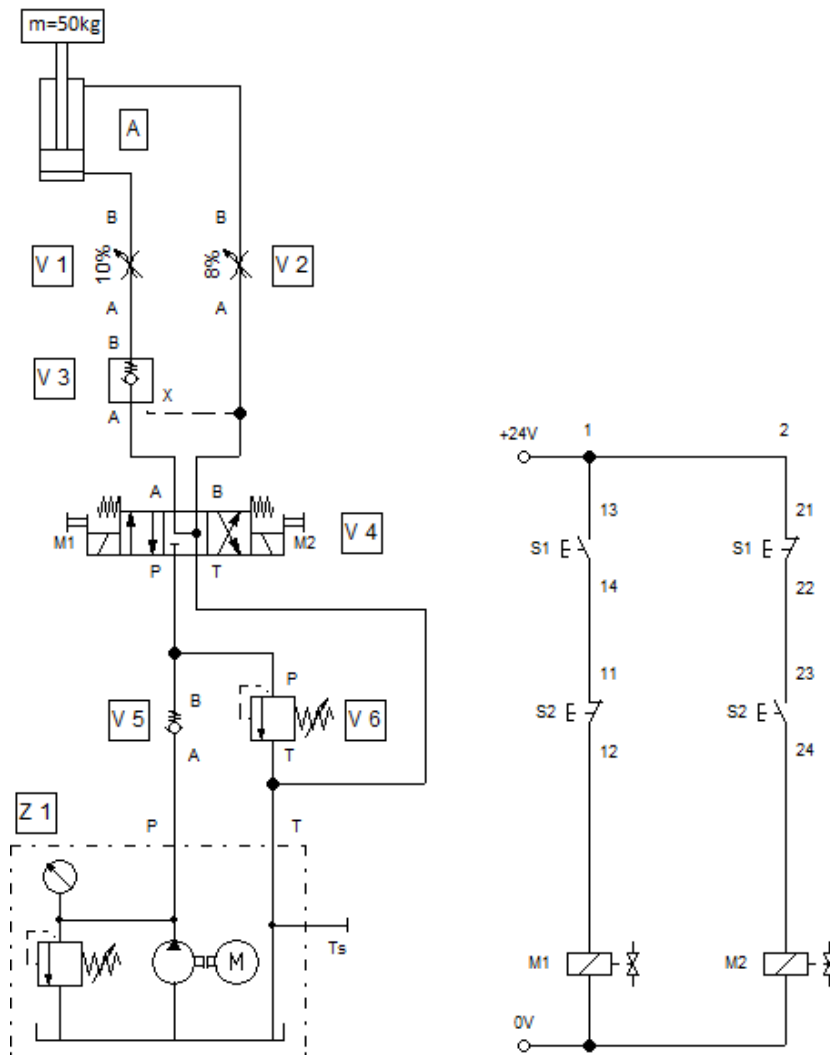 m=50kg
A
B
B
V 1
10%
8%
V 2
A
A
B
V 3
X
A
A
B
M1
M2
V 4
P
T
P
B
V 5
V 6
A
T
Z 1
P
T
M
Ts
1
2
+24V
13
21
S1
S1
14
22
11
23
S2
S2
12
24
M1
M2
0V